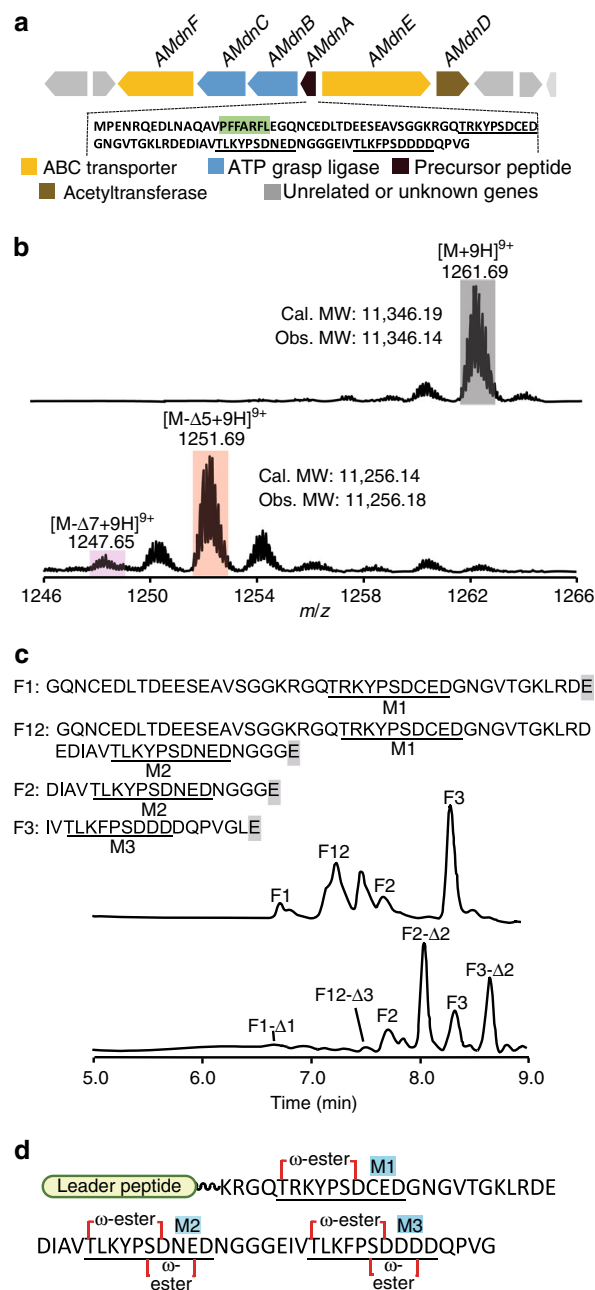 a
AMdnF
AMdnC
AMdnB
AMdnA
AMdnE
AMdnD
MPENRQEDLNAQAVPFFARFLEGQNCEDLTDEESEAVSGGKRGQTRKYPSDCED
GNGVTGKLRDEDIAVTLKYPSDNEDNGGGEIVTLKFPSDDDDQPVG
ABC transporter
ATP grasp ligase
Precursor peptide
Acetyltransferase
Unrelated or unknown genes
b
[M+9H]9+
1261.69
Cal. MW: 11,346.19
Obs. MW: 11,346.14
[M-Δ5+9H]9+
1251.69
Cal. MW: 11,256.14
Obs. MW: 11,256.18
[M-Δ7+9H]9+
1247.65
1246 1250 1254 1258 1262 1266
m/z
c
F1: GQNCEDLTDEESEAVSGGKRGQTRKYPSDCEDGNGVTGKLRDE
M1
F12: GQNCEDLTDEESEAVSGGKRGQTRKYPSDCEDGNGVTGKLRD
M1
EDIAVTLKYPSDNEDNGGGE
M2
F2: DIAVTLKYPSDNEDNGGGE
M2
F3: IVTLKFPSDDDDQPVGLE
M3
F1
F12
F2
F3
F1-Δ1
F12-Δ3
F2
F2-Δ2
F3
F3-Δ2
5.0 6.0 7.0 8.0 9.0
Time (min)
d
ω-ester M1
Leader peptide KRGQTRKYPSDCEDGNGVTGKLRDE
ω-ester M2 ω-ester M3
DIAVTLKYPSDNEDNGGGEIVTLKFPSDDDDQPVG
ω-ester ω-ester